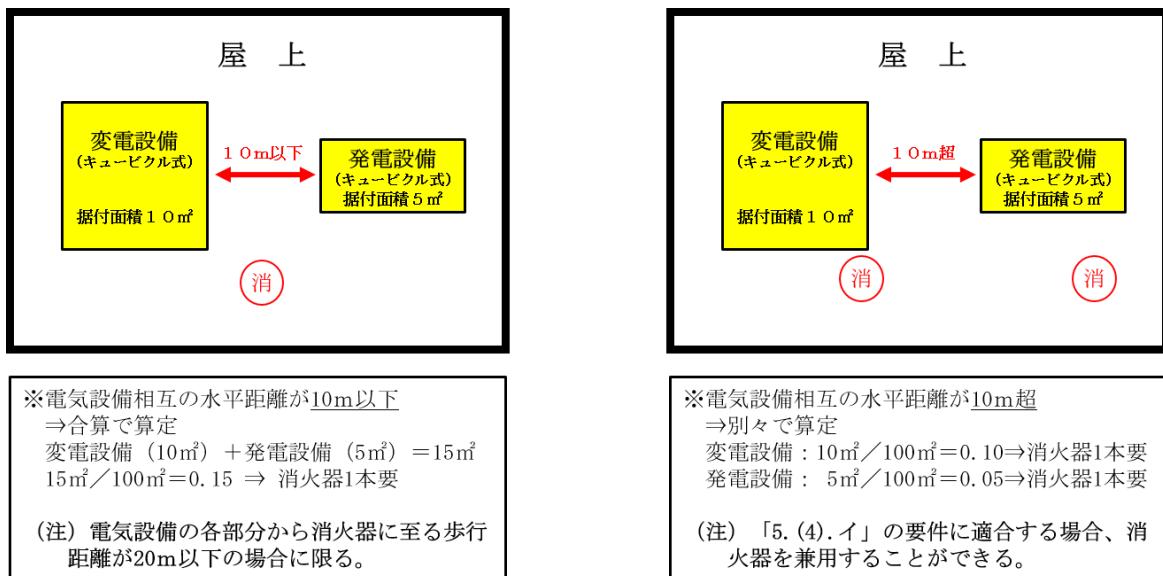 屋 上
変電設備
(キュービクル式)
据付面積１０㎡
１０m以下
発電設備
(キュービクル式)
据付面積５㎡
消
※電気設備相互の水平距離が10m以下
⇒合算で算定
変電設備（10㎡）＋発電設備（5㎡）＝15㎡
15㎡／100㎡＝0.15 ⇒ 消火器1本要
（注）電気設備の各部分から消火器に至る歩行
距離が20m以下の場合に限る。
屋 上
変電設備
(キュービクル式)
据付面積１０㎡
１０m超
発電設備
(キュービクル式)
据付面積５㎡
消
消
※電気設備相互の水平距離が10m超
⇒別々で算定
変電設備：10㎡／100㎡＝0.10⇒消火器1本要
発電設備： 5㎡／100㎡＝0.05⇒消火器1本要
（注）「5.(4).イ」の要件に適合する場合、消
火器を兼用することができる。